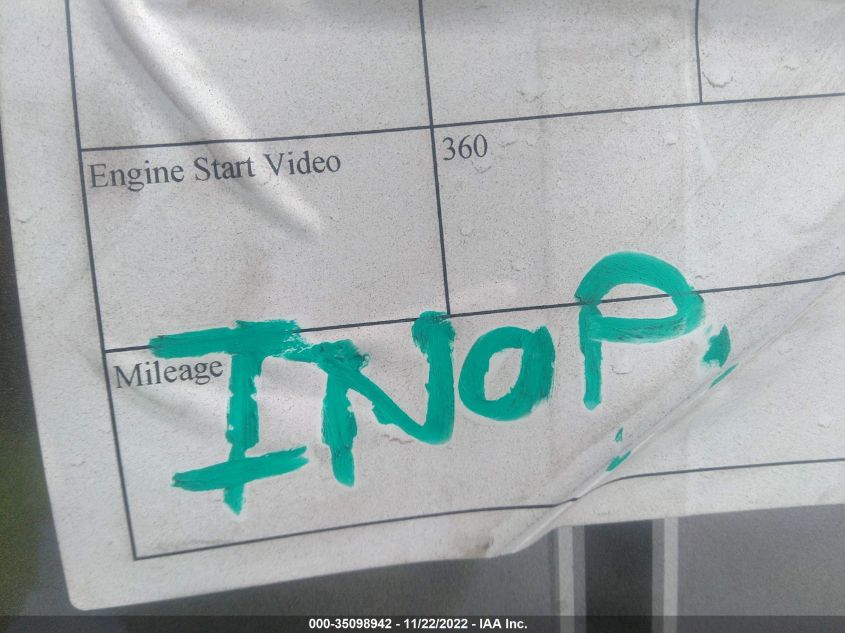 Engine Start Video 360
Mileage INOP.
000-35098942 - 11/22/2022 - IAA Inc.